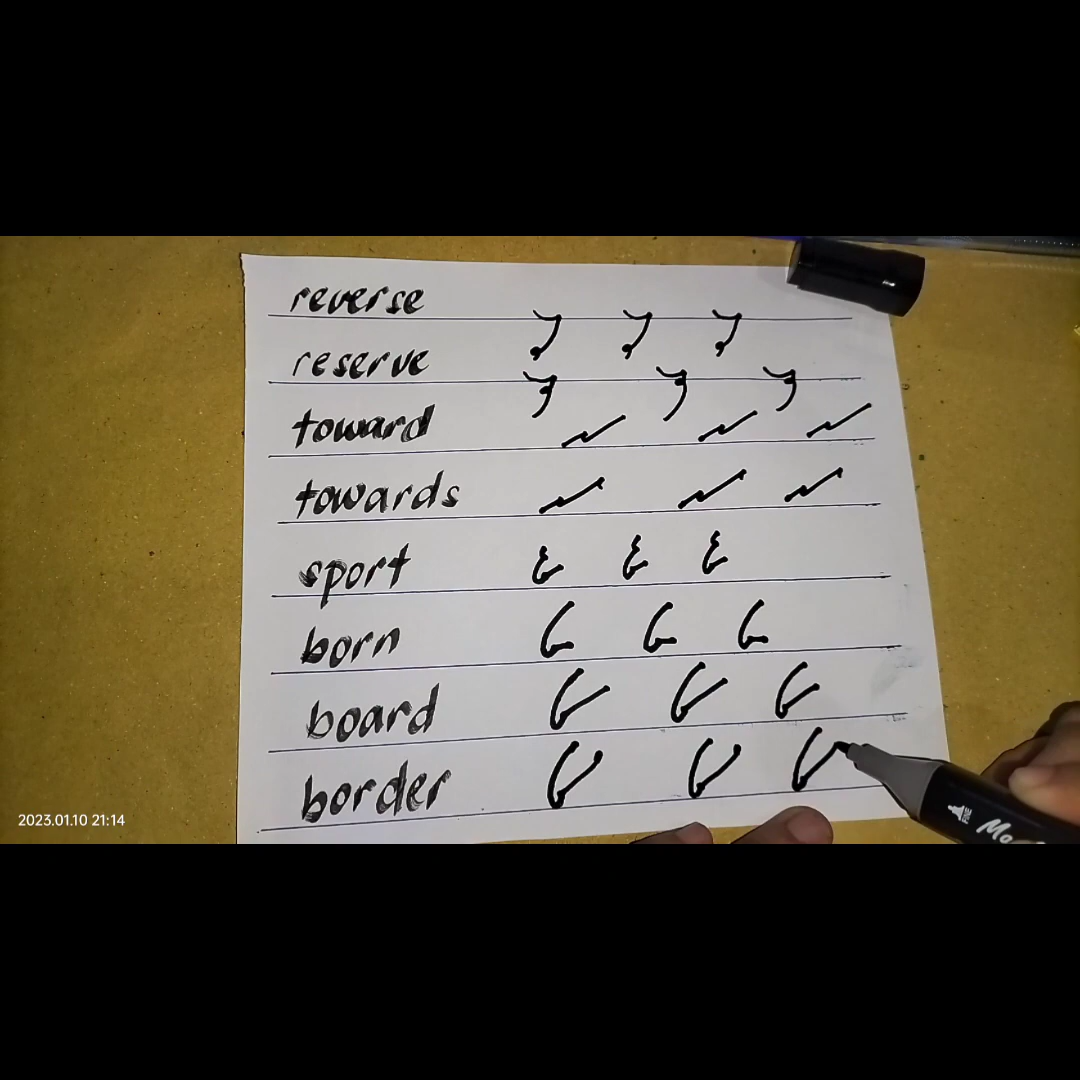 reverse
reserve
toward
towards
sport
born
board
border
2023.01.10 21:14